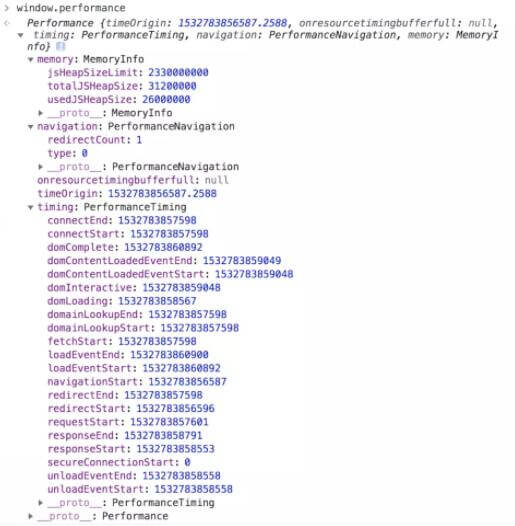 > window.performance
Performance {timeOrigin: 1532783856587.2588, onresourcetimingbufferfull: null,
timing: PerformanceTiming, navigation: PerformanceNavigation, memory: MemoryI
nfo}
memory: MemoryInfo
jsHeapSizeLimit: 2330000000
totalJSHeapSize: 31200000
usedJSHeapSize: 26000000
__proto__: MemoryInfo
navigation: PerformanceNavigation
redirectCount: 1
type: 0
__proto__: PerformanceNavigation
onresourcetimingbufferfull: null
timeOrigin: 1532783856587.2588
timing: PerformanceTiming
connectEnd: 1532783857598
connectStart: 1532783857598
domComplete: 1532783860892
domContentLoadedEventEnd: 1532783859049
domContentLoadedEventStart: 1532783859048
domInteractive: 1532783859048
domLoading: 1532783858567
domainLookupEnd: 1532783857598
domainLookupStart: 1532783857598
fetchStart: 1532783857598
loadEventEnd: 1532783860900
loadEventStart: 1532783860892
navigationStart: 1532783856587
redirectEnd: 1532783857598
redirectStart: 1532783856596
requestStart: 1532783857601
responseEnd: 1532783858791
responseStart: 1532783858553
secureConnectionStart: 0
unloadEventEnd: 1532783858558
unloadEventStart: 1532783858558
__proto__: PerformanceTiming
__proto__: Performance